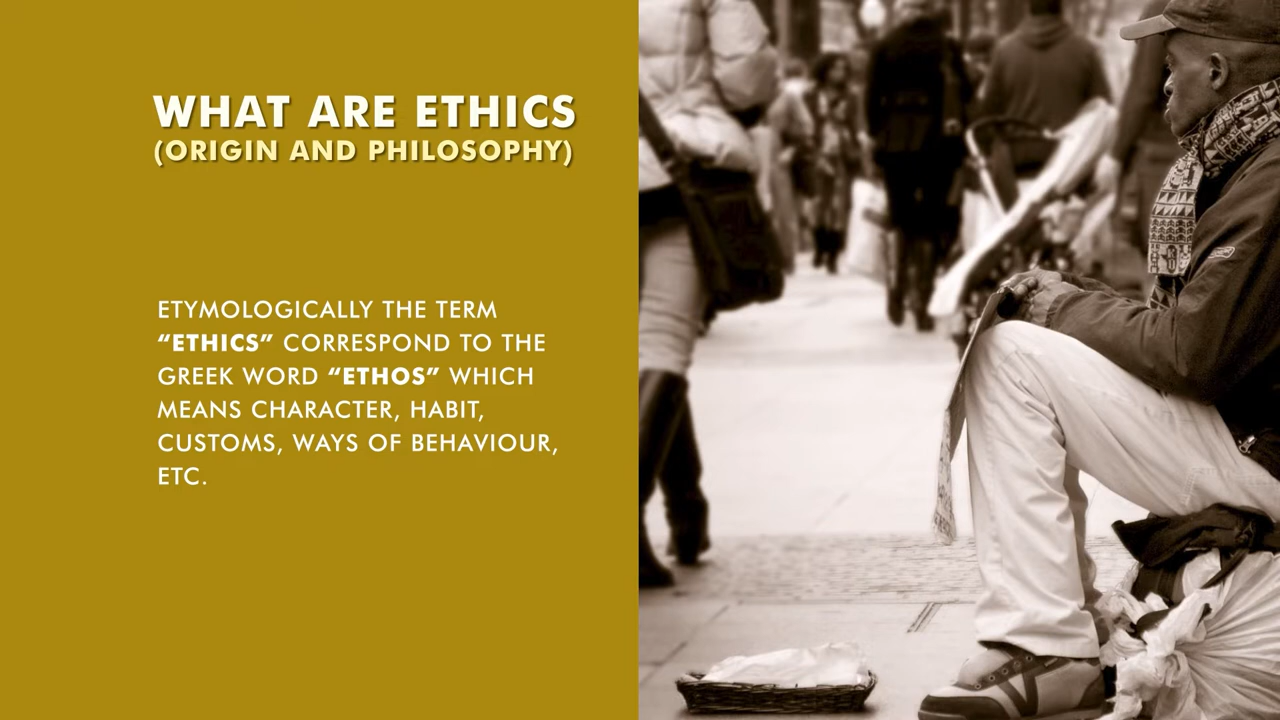 WHAT ARE ETHICS
(ORIGIN AND PHILOSOPHY)
ETYMOLOGICALLY THE TERM
“ETHICS” CORRESPOND TO THE
GREEK WORD “ETHOS” WHICH
MEANS CHARACTER, HABIT,
CUSTOMS, WAYS OF BEHAVIOUR,
ETC.